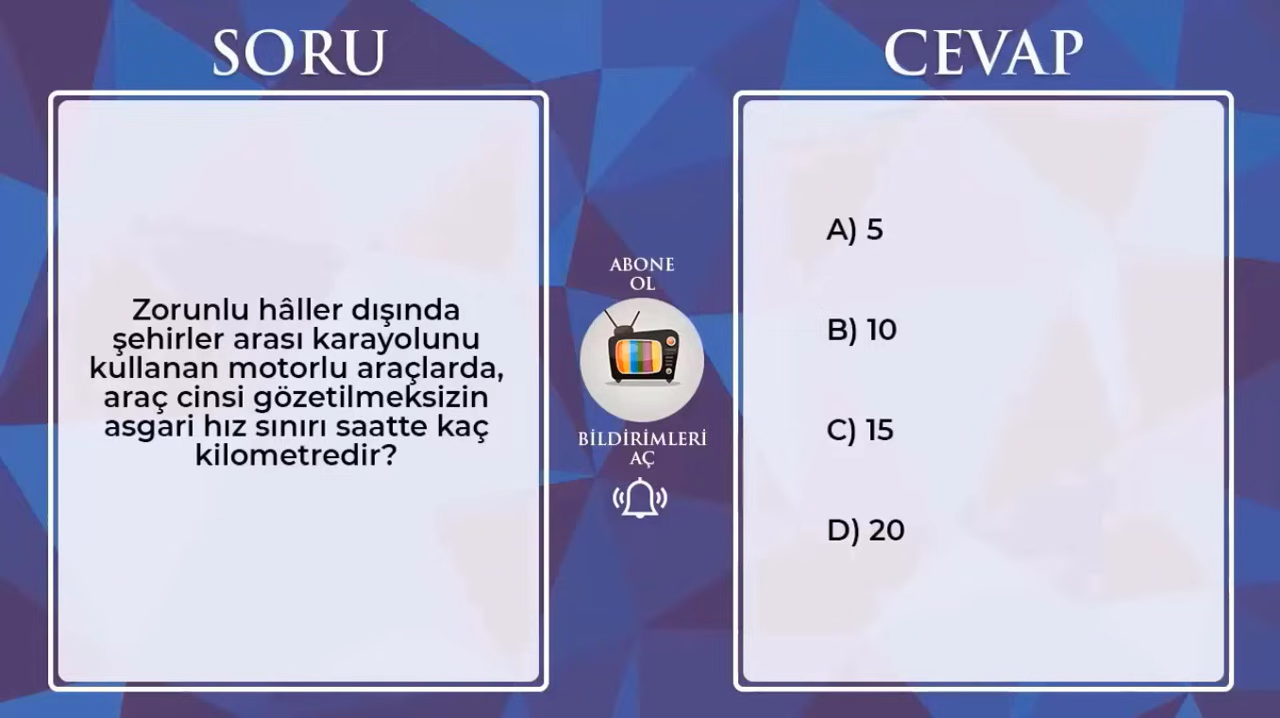 SORU
Zorunlu hâller dışında
şehirler arası karayolunu
kullanan motorlu araçlarda,
araç cinsi gözetilmeksizin
asgari hız sınırı saatte kaç
kilometredir?
ABONE
OL
BİLDİRİMLERİ
AÇ
CEVAP
A) 5
B) 10
C) 15
D) 20